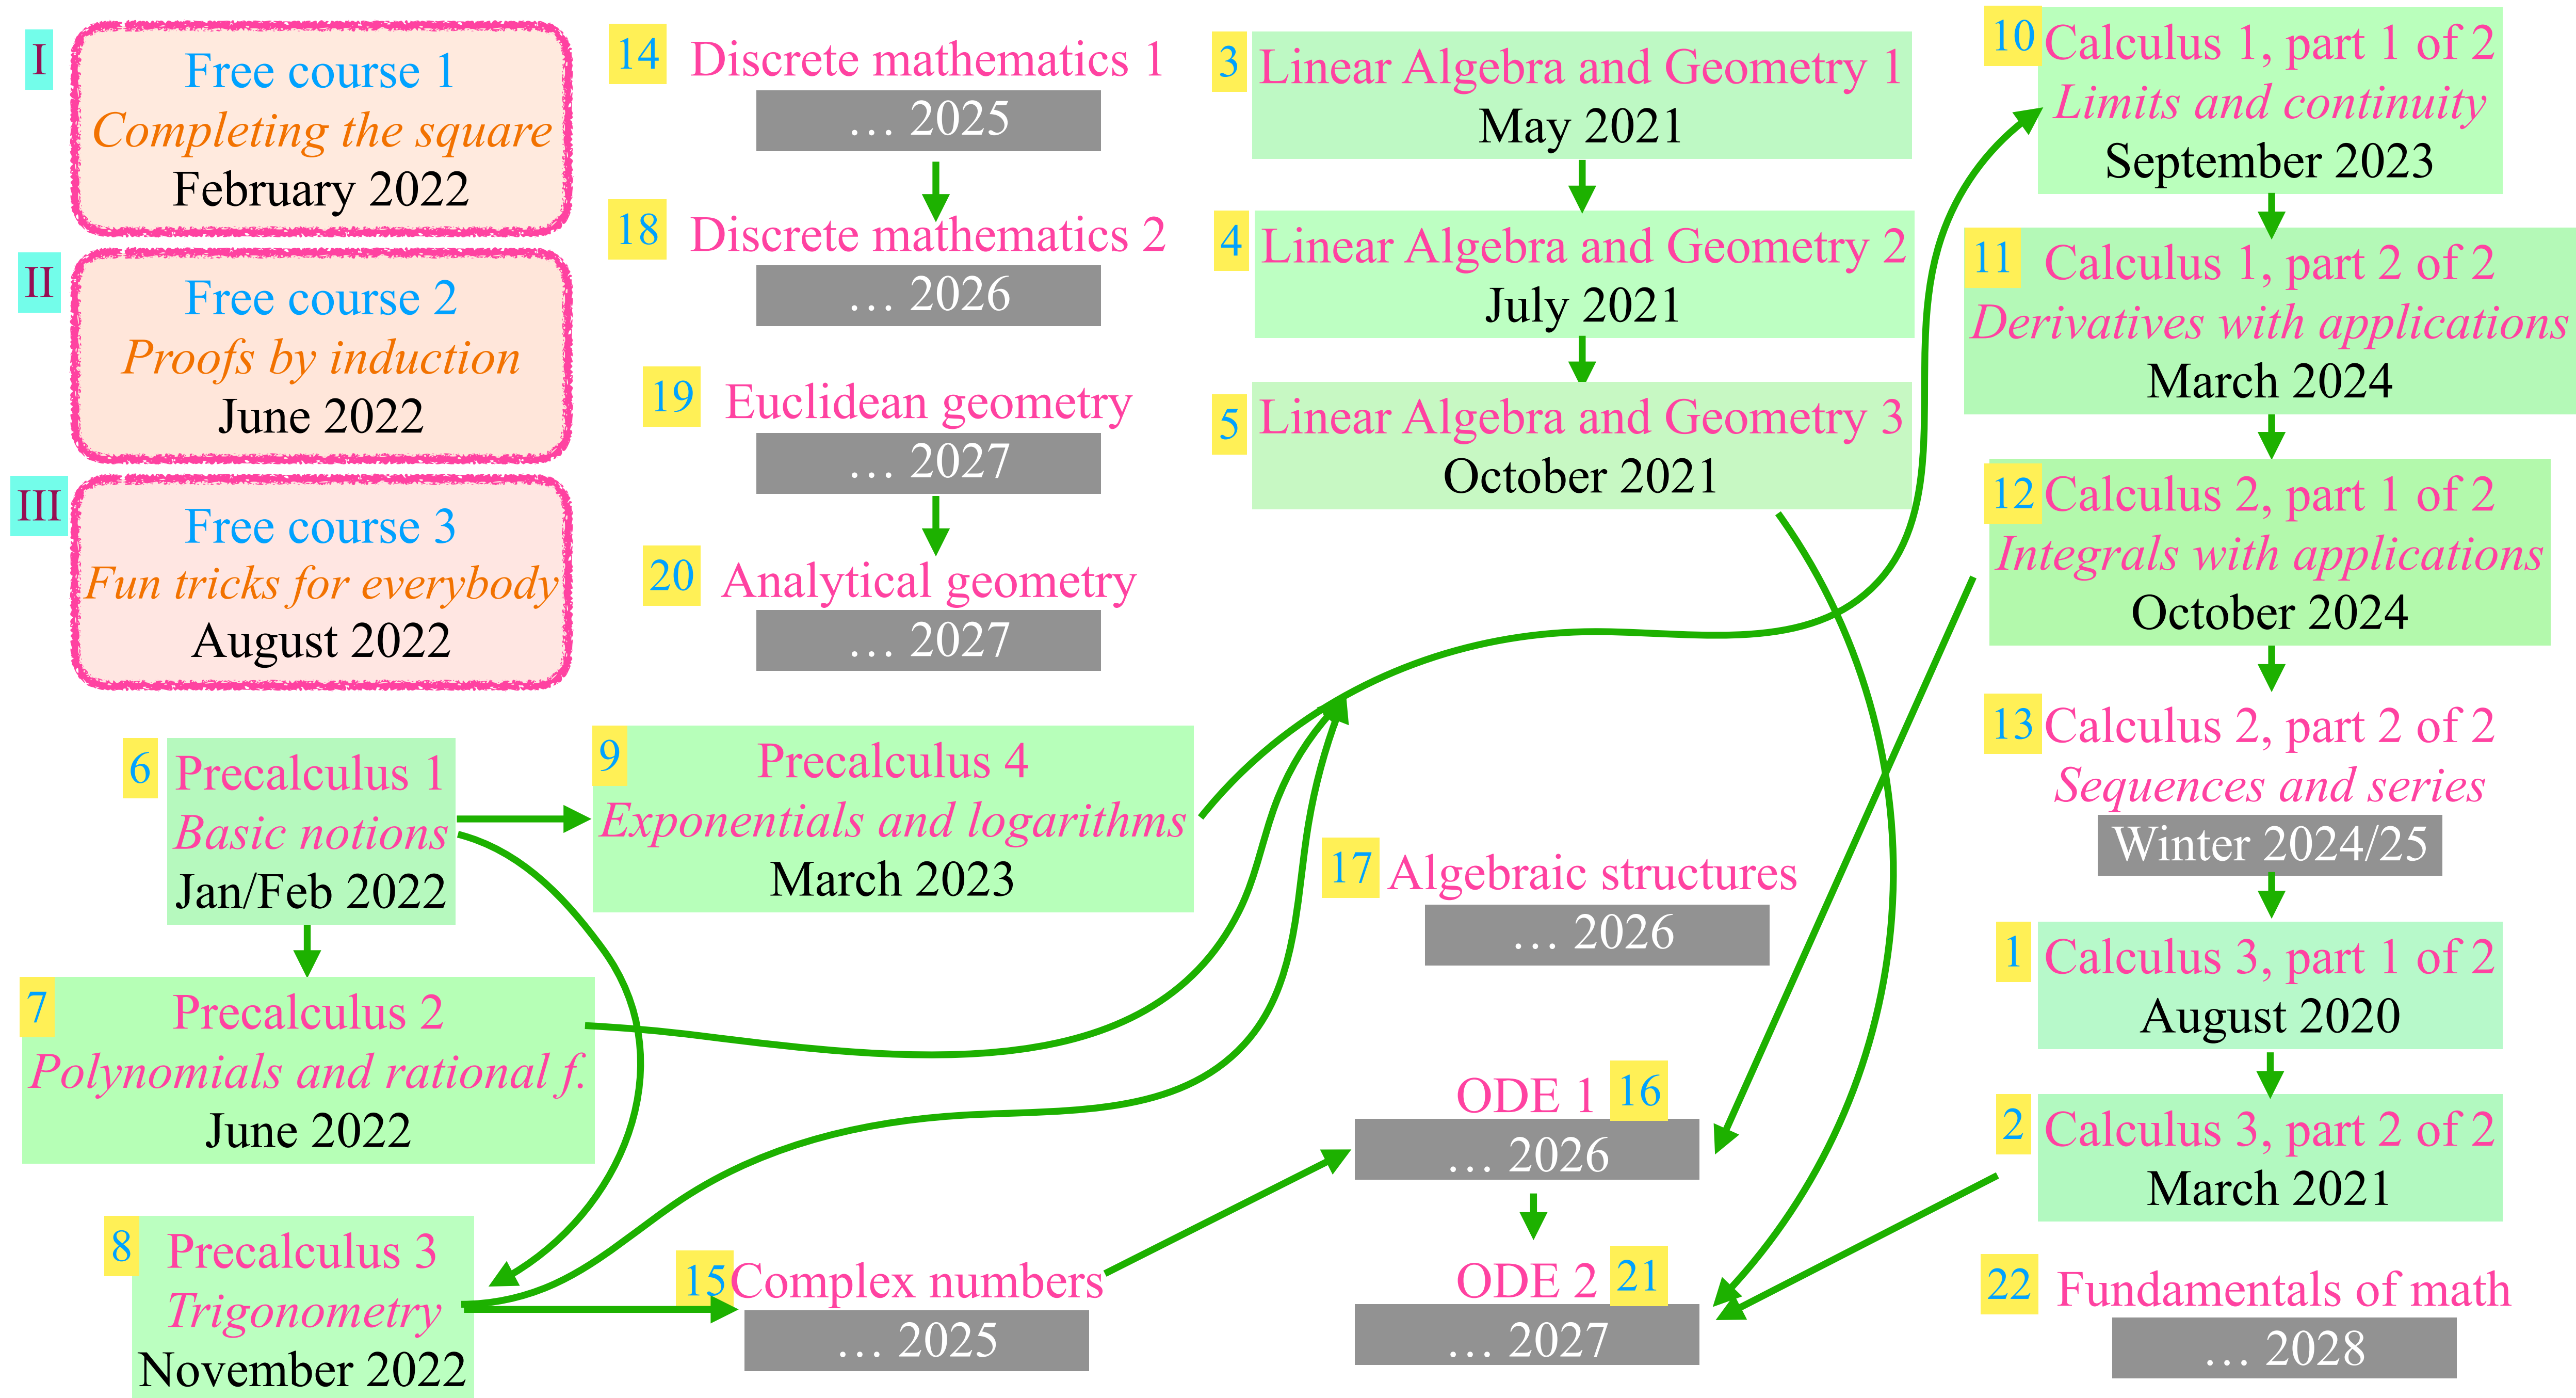 I
Free course 1
Completing the square
February 2022
II
Free course 2
Proofs by induction
June 2022
III
Free course 3
Fun tricks for everybody
August 2022
14
Discrete mathematics 1
… 2025
18
Discrete mathematics 2
… 2026
19
Euclidean geometry
… 2027
20
Analytical geometry
… 2027
3
Linear Algebra and Geometry 1
May 2021
4
Linear Algebra and Geometry 2
July 2021
5
Linear Algebra and Geometry 3
October 2021
10
Calculus 1, part 1 of 2
Limits and continuity
September 2023
11
Calculus 1, part 2 of 2
Derivatives with applications
March 2024
12
Calculus 2, part 1 of 2
Integrals with applications
October 2024
13
Calculus 2, part 2 of 2
Sequences and series
Winter 2024/25
1
Calculus 3, part 1 of 2
August 2020
2
Calculus 3, part 2 of 2
March 2021
22
Fundamentals of math
… 2028
6
Precalculus 1
Basic notions
Jan/Feb 2022
9
Precalculus 4
Exponentials and logarithms
March 2023
7
Precalculus 2
Polynomials and rational f.
June 2022
8
Precalculus 3
Trigonometry
November 2022
15
Complex numbers
… 2025
17
Algebraic structures
… 2026
ODE 1
16
… 2026
ODE 2
21
… 2027